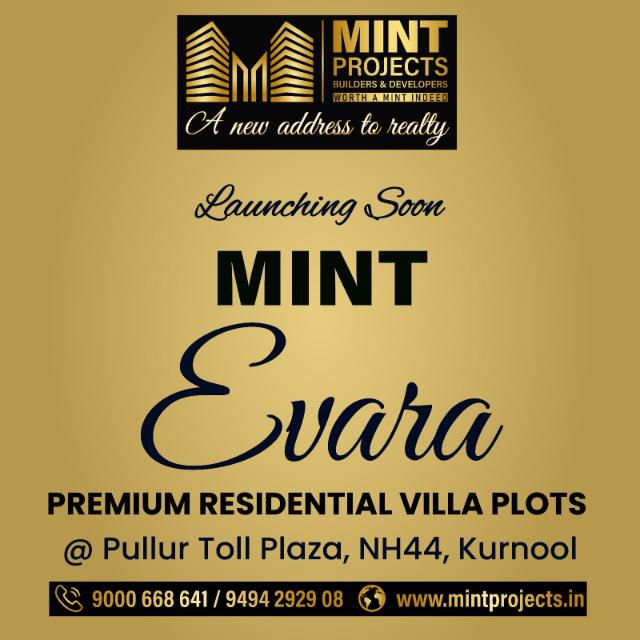 MINT
PROJECTS
BUILDERS & DEVELOPERS
WORTH A MINT INDEED
A new address to realty
Launching Soon
MINT
Evara
PREMIUM RESIDENTIAL VILLA PLOTS
@ Pullur Toll Plaza, NH44, Kurnool
9000 668 641 / 9494 2929 08 www.mintprojects.in